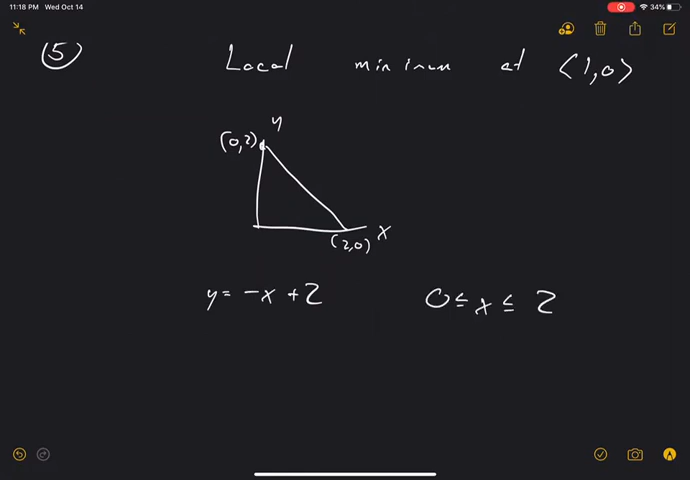 11:18 PM Wed Oct 14
34%
5 Local minimum at <1,0>
y
(0,2)
x
(2,0)
y = -x + 2 0 ≤ x ≤ 2